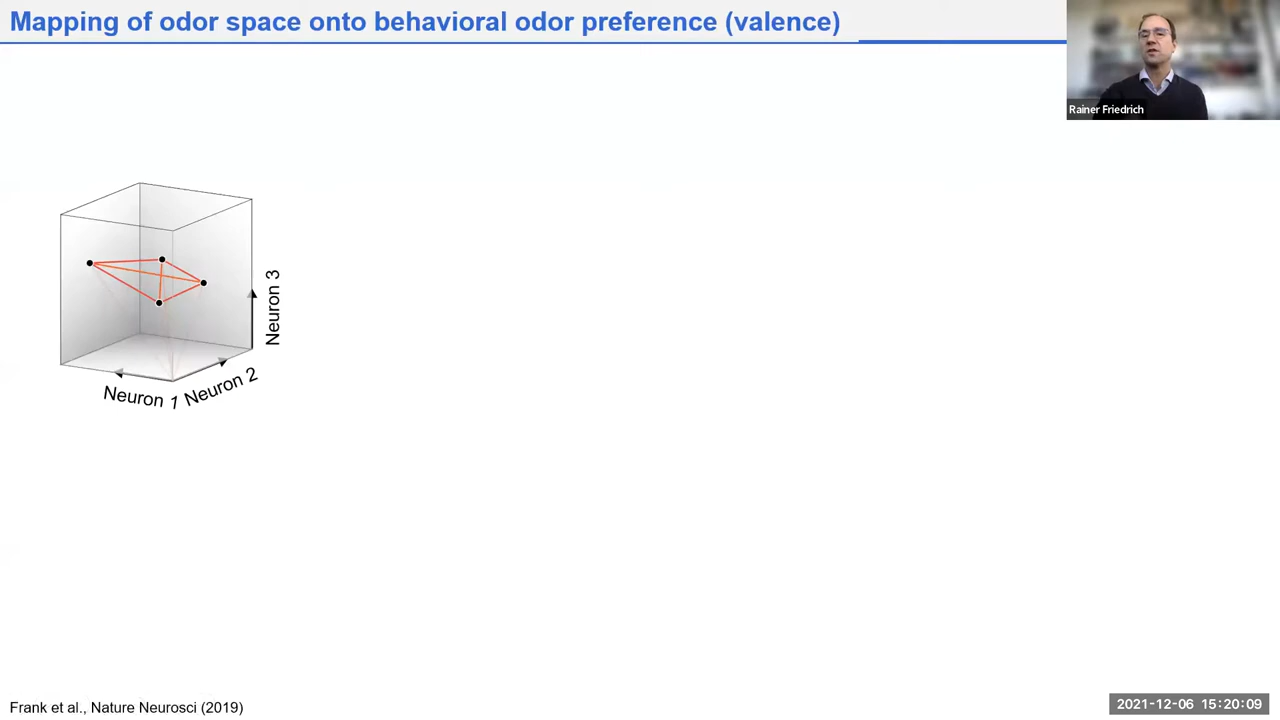 Mapping of odor space onto behavioral odor preference (valence)
Rainer Friedrich
Neuron 3
Neuron 1
Neuron 2
Frank et al., Nature Neurosci (2019)
2021-12-06 15:20:09